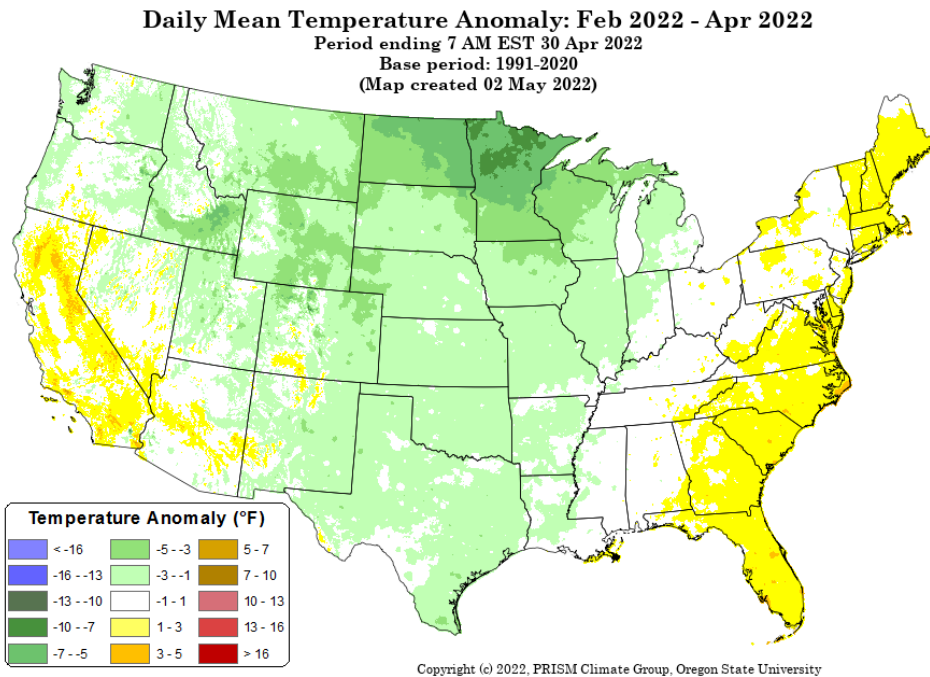 Daily Mean Temperature Anomaly: Feb 2022 - Apr 2022
Period ending 7 AM EST 30 Apr 2022
Base period: 1991-2020
(Map created 02 May 2022)
Temperature Anomaly (°F)
< -16
-16 - -13
-13 - -10
-10 - -7
-7 - -5
-5 - -3
-3 - -1
-1 - 1
1 - 3
3 - 5
5 - 7
7 - 10
10 - 13
13 - 16
> 16
Copyright (c) 2022, PRISM Climate Group, Oregon State University